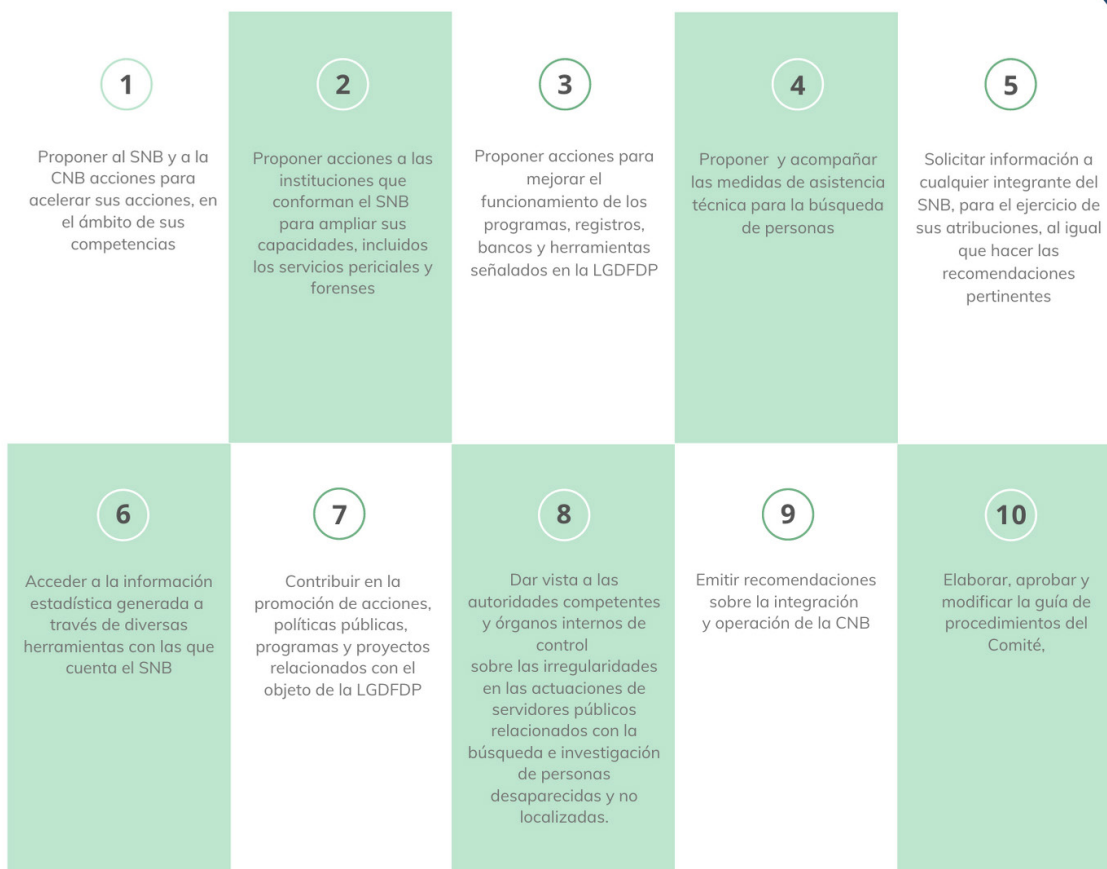 1
Proponer al SNB y a la
CNB acciones para
acelerar sus acciones, en
el ámbito de sus
competencias
2
Proponer acciones a las
instituciones que
conforman el SNB
para ampliar sus
capacidades, incluidos
los servicios periciales y
forenses
3
Proponer acciones para
mejorar el
funcionamiento de los
programas, registros,
bancos y herramientas
señalados en la LGDFDP
4
Proponer y acompañar
las medidas de asistencia
técnica para la búsqueda
de personas
5
Solicitar información a
cualquier integrante del
SNB, para el ejercicio de
sus atribuciones, al igual
que hacer las
recomendaciones
pertinentes
6
Acceder a la información
estadística generada a
través de diversas
herramientas con las que
cuenta el SNB
7
Contribuir en la
promoción de acciones,
políticas públicas,
programas y proyectos
relacionados con el
objeto de la LGDFDP
8
Dar vista a las
autoridades competentes
y órganos internos de
control
sobre las irregularidades
en las actuaciones de
servidores públicos
relacionados con la
búsqueda e investigación
de personas
desaparecidas y no
localizadas.
9
Emitir recomendaciones
sobre la integración
y operación de la CNB
10
Elaborar, aprobar y
modificar la guía de
procedimientos del
Comité,